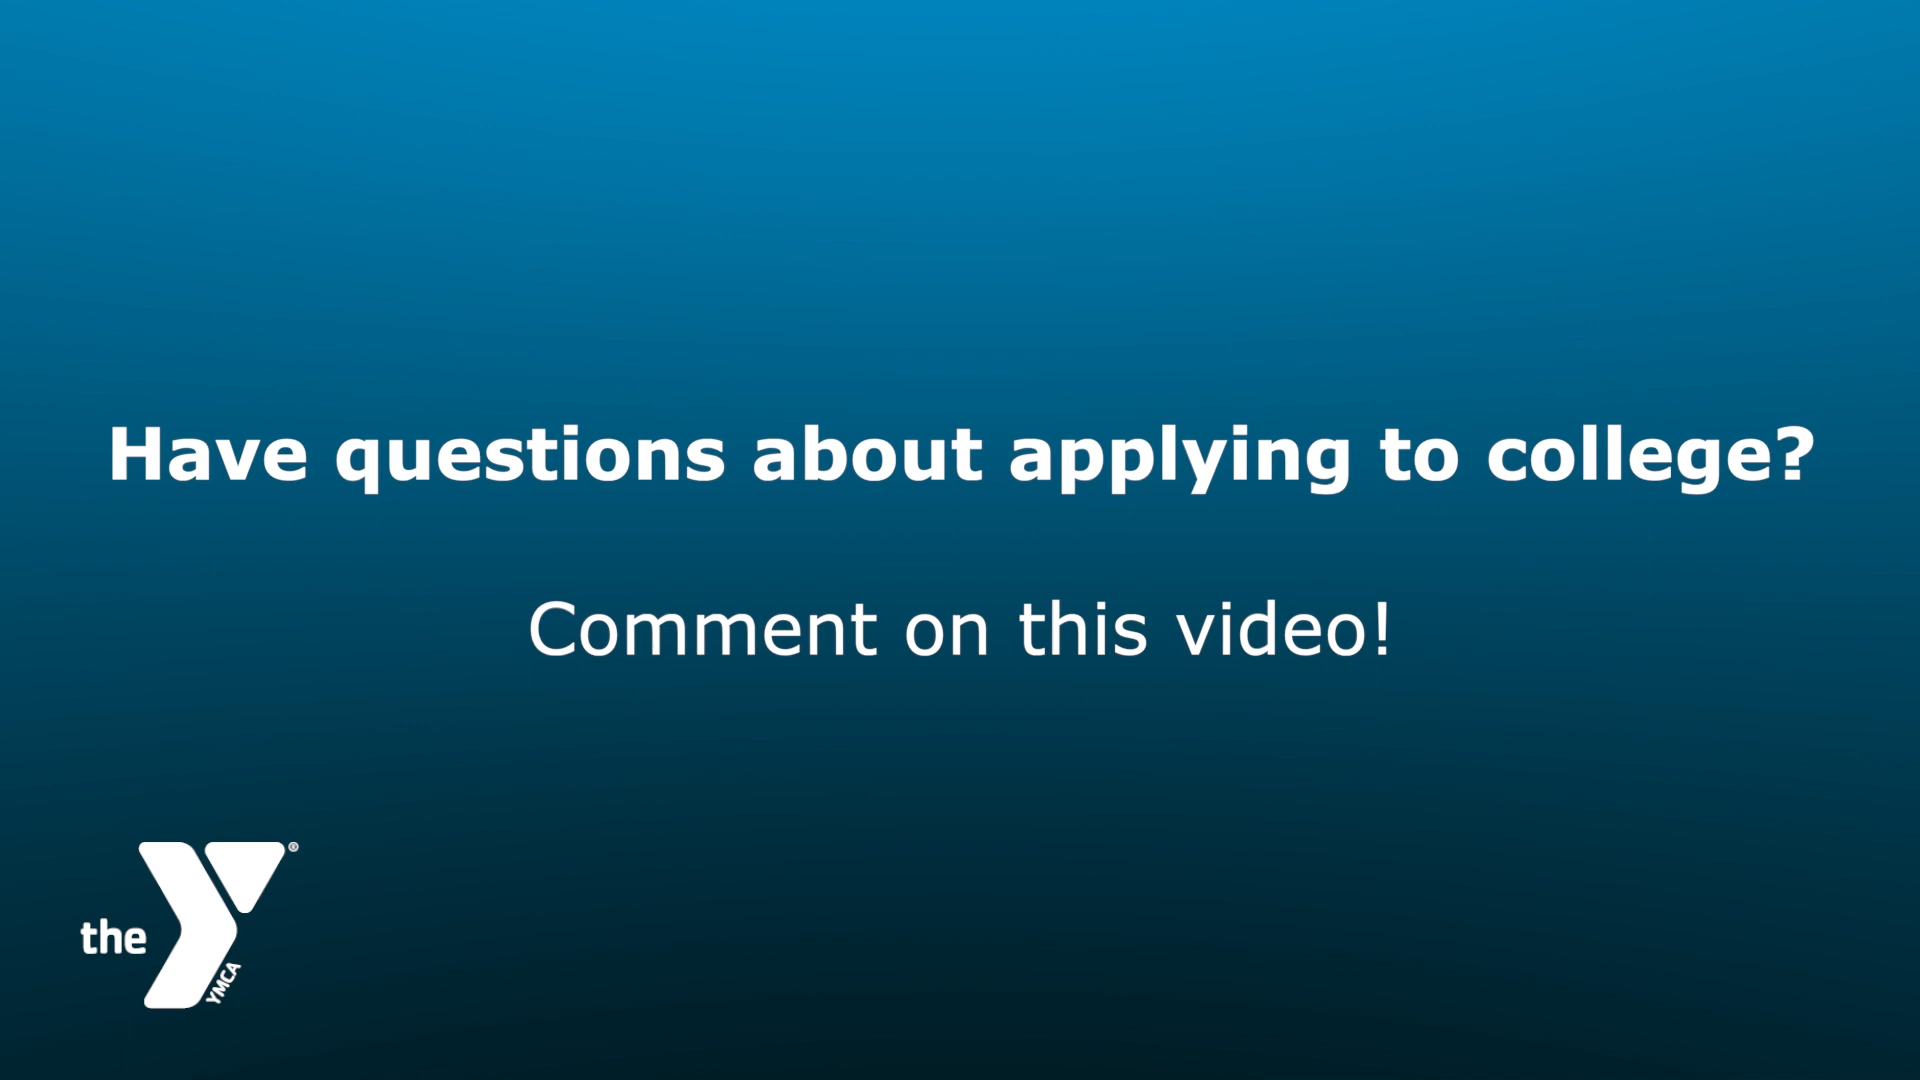 Have questions about applying to college?
Comment on this video!
the
YMCA
®